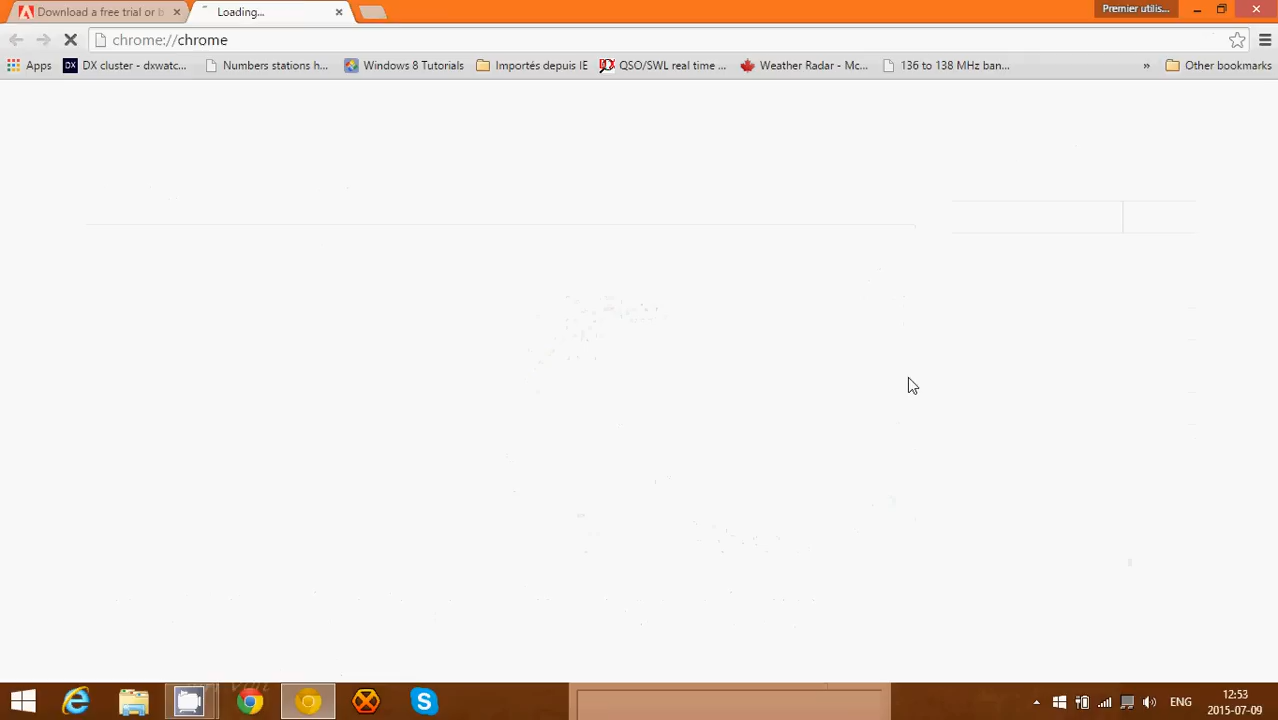 Download a free trial or b
Loading...
Premier utilis...
chrome://chrome
Apps
DX cluster - dxwatc...
Numbers stations h...
Windows 8 Tutorials
Importés depuis IE
QSO/SWL real time ...
Weather Radar - Mc...
136 to 138 MHz ban...
»
Other bookmarks
ENG
12:53
2015-07-09